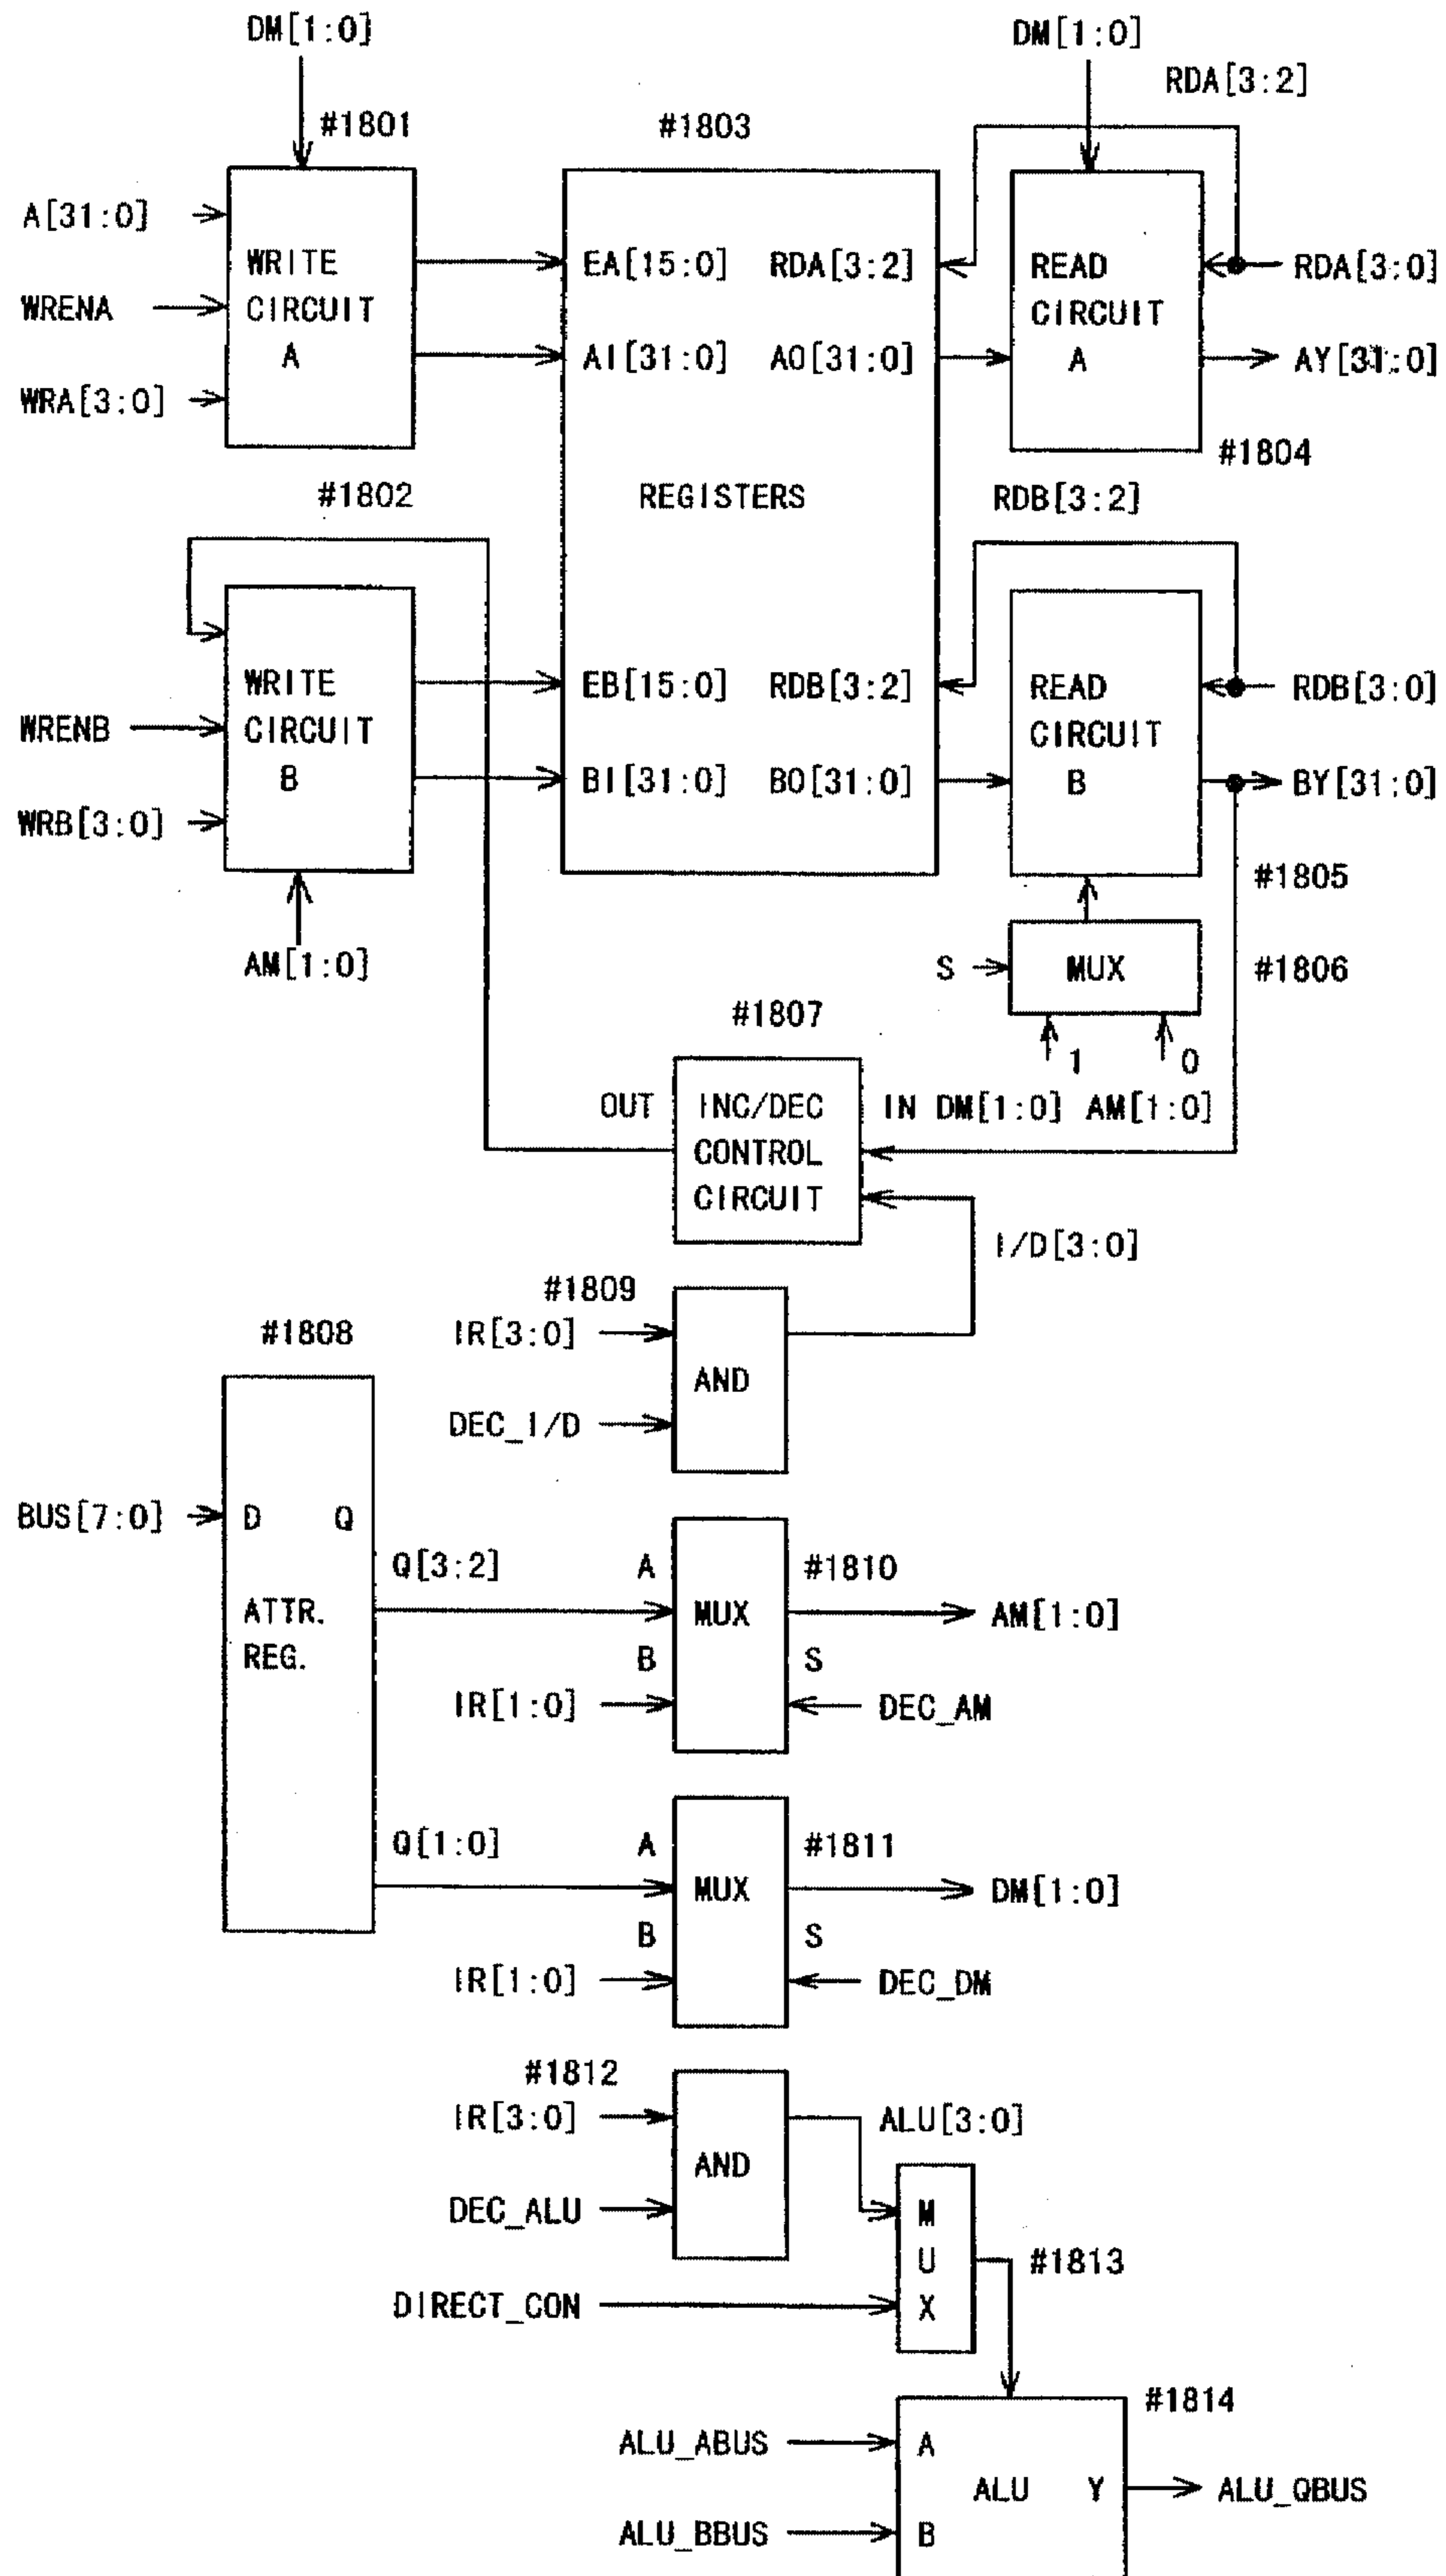 DM[1:0]
DM[1:0]
RDA[3:2]
#1801
#1803
A[31:0]
WRENA
WRA[3:0]
WRITE
CIRCUIT
A
EA[15:0]
RDA[3:2]
AI[31:0]
AO[31:0]
READ
CIRCUIT
A
RDA[3:0]
AY[31:0]
#1804
#1802
REGISTERS
RDB[3:2]
WRENB
WRB[3:0]
WRITE
CIRCUIT
B
EB[15:0]
RDB[3:2]
BI[31:0]
BO[31:0]
READ
CIRCUIT
B
RDB[3:0]
BY[31:0]
#1805
AM[1:0]
S
MUX
#1806
#1807
1
0
OUT
INC/DEC
CONTROL
CIRCUIT
IN
DM[1:0]
AM[1:0]
I/D[3:0]
#1809
#1808
IR[3:0]
AND
DEC_I/D
BUS[7:0]
D
Q
ATTR.
REG.
Q[3:2]
A
MUX
#1810
AM[1:0]
B
S
IR[1:0]
DEC_AM
Q[1:0]
A
MUX
#1811
DM[1:0]
B
S
IR[1:0]
DEC_DM
#1812
IR[3:0]
AND
ALU[3:0]
DEC_ALU
M
U
X
#1813
DIRECT_CON
#1814
ALU_ABUS
A
ALU
Y
ALU_QBUS
ALU_BBUS
B